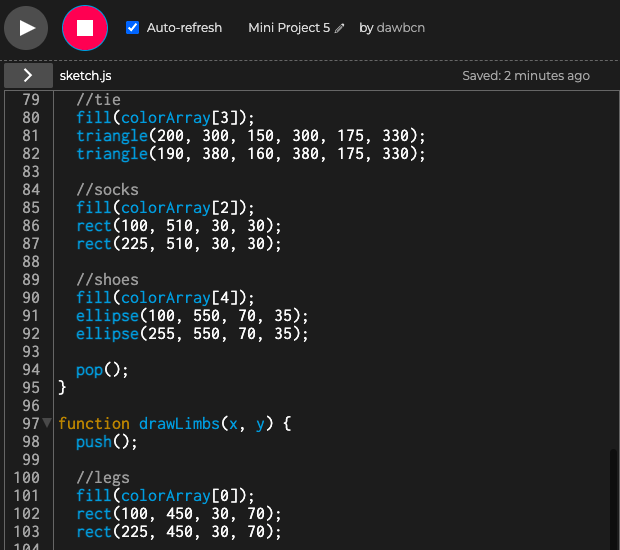 Auto-refresh Mini Project 5 by dawbcn
sketch.js Saved: 2 minutes ago
79 //tie
80 fill(colorArray[3]);
81 triangle(200, 300, 150, 300, 175, 330);
82 triangle(190, 380, 160, 380, 175, 330);
83
84 //socks
85 fill(colorArray[2]);
86 rect(100, 510, 30, 30);
87 rect(225, 510, 30, 30);
88
89 //shoes
90 fill(colorArray[4]);
91 ellipse(100, 550, 70, 35);
92 ellipse(255, 550, 70, 35);
93
94 pop();
95 }
96
97 function drawLimbs(x, y) {
98 push();
99
100 //legs
101 fill(colorArray[0]);
102 rect(100, 450, 30, 70);
103 rect(225, 450, 30, 70);
104